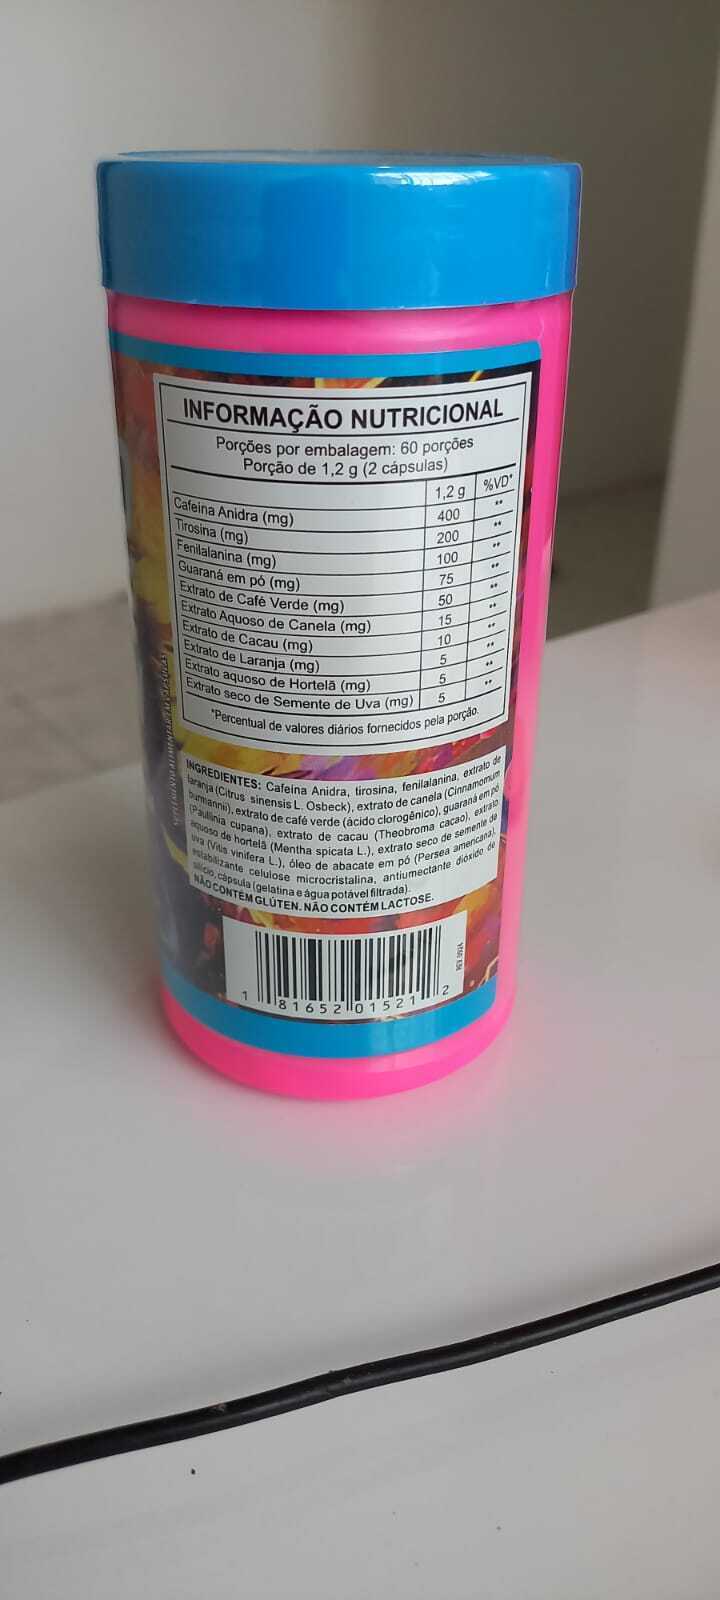 INFORMAÇÃO NUTRICIONAL
Porções por embalagem: 60 porções
Porção de 1,2 g (2 cápsulas)
1,2 g %VD*
Cafeina Anidra (mg) 400 **
Tirosina (mg) 200 **
Fenilalanina (mg) 100 **
Guaraná em pó (mg) 75 **
Extrato de Café Verde (mg) 50 **
Extrato Aquoso de Canela (mg) 15 **
Extrato de Cacau (mg) 10 **
Extrato de Laranja (mg) 5 **
Extrato aquoso de Hortelã (mg) 5 **
Extrato seco de Semente de Uva (mg) 5 **
*Percentual de valores diários fornecidos pela porção.
INGREDIENTES: Cafeína Anidra, tirosina, fenilalanina, extrato de
laranja (Citrus sinensis L. Osbeck), extrato de canela (Cinnamomum
burmannii), extrato de café verde (ácido clorogênico), guaraná em pó
(Paullinia cupana), extrato de cacau (Theobroma cacao), extrato
aquoso de hortelã (Mentha spicata L.), extrato seco de semente de
uva (Vitis vinifera L.), óleo de abacate em pó (Persea americana),
estabilizante celulose microcristalina, antiumectante dióxido de
silício, cápsula (gelatina e água potável filtrada).
NÃO CONTÉM GLÚTEN. NÃO CONTÉM LACTOSE.
1 81652 01521 2
SUPLEMENTO ALIMENTAR EM CÁPSULAS